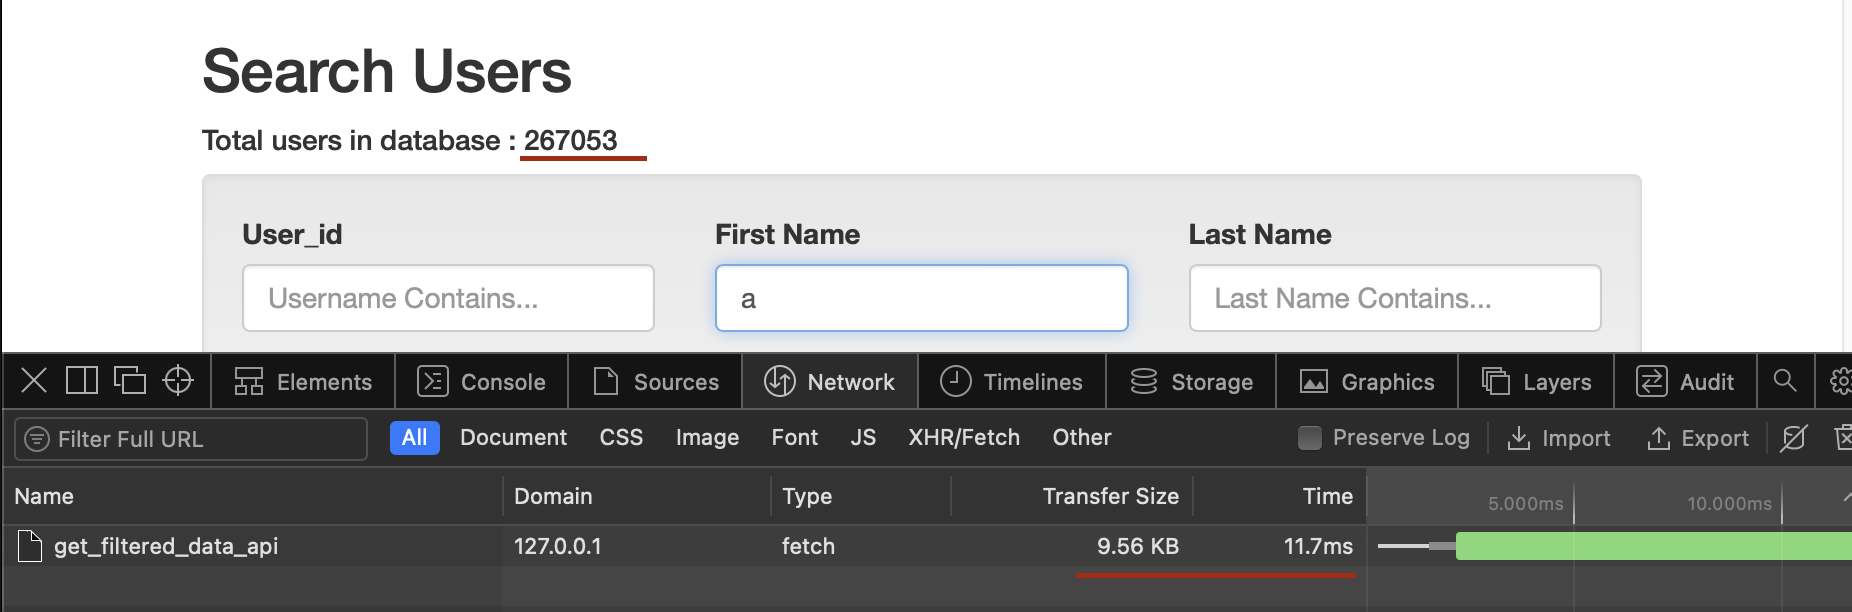 Search Users
Total users in database : 267053
User_id First Name Last Name
Username Contains... a Last Name Contains...
Elements Console Sources Network Timelines Storage Graphics Layers Audit
Filter Full URL All Document CSS Image Font JS XHR/Fetch Other Preserve Log Import Export
Name Domain Type Transfer Size Time 5.000ms 10.000ms
get_filtered_data_api 127.0.0.1 fetch 9.56 KB 11.7ms